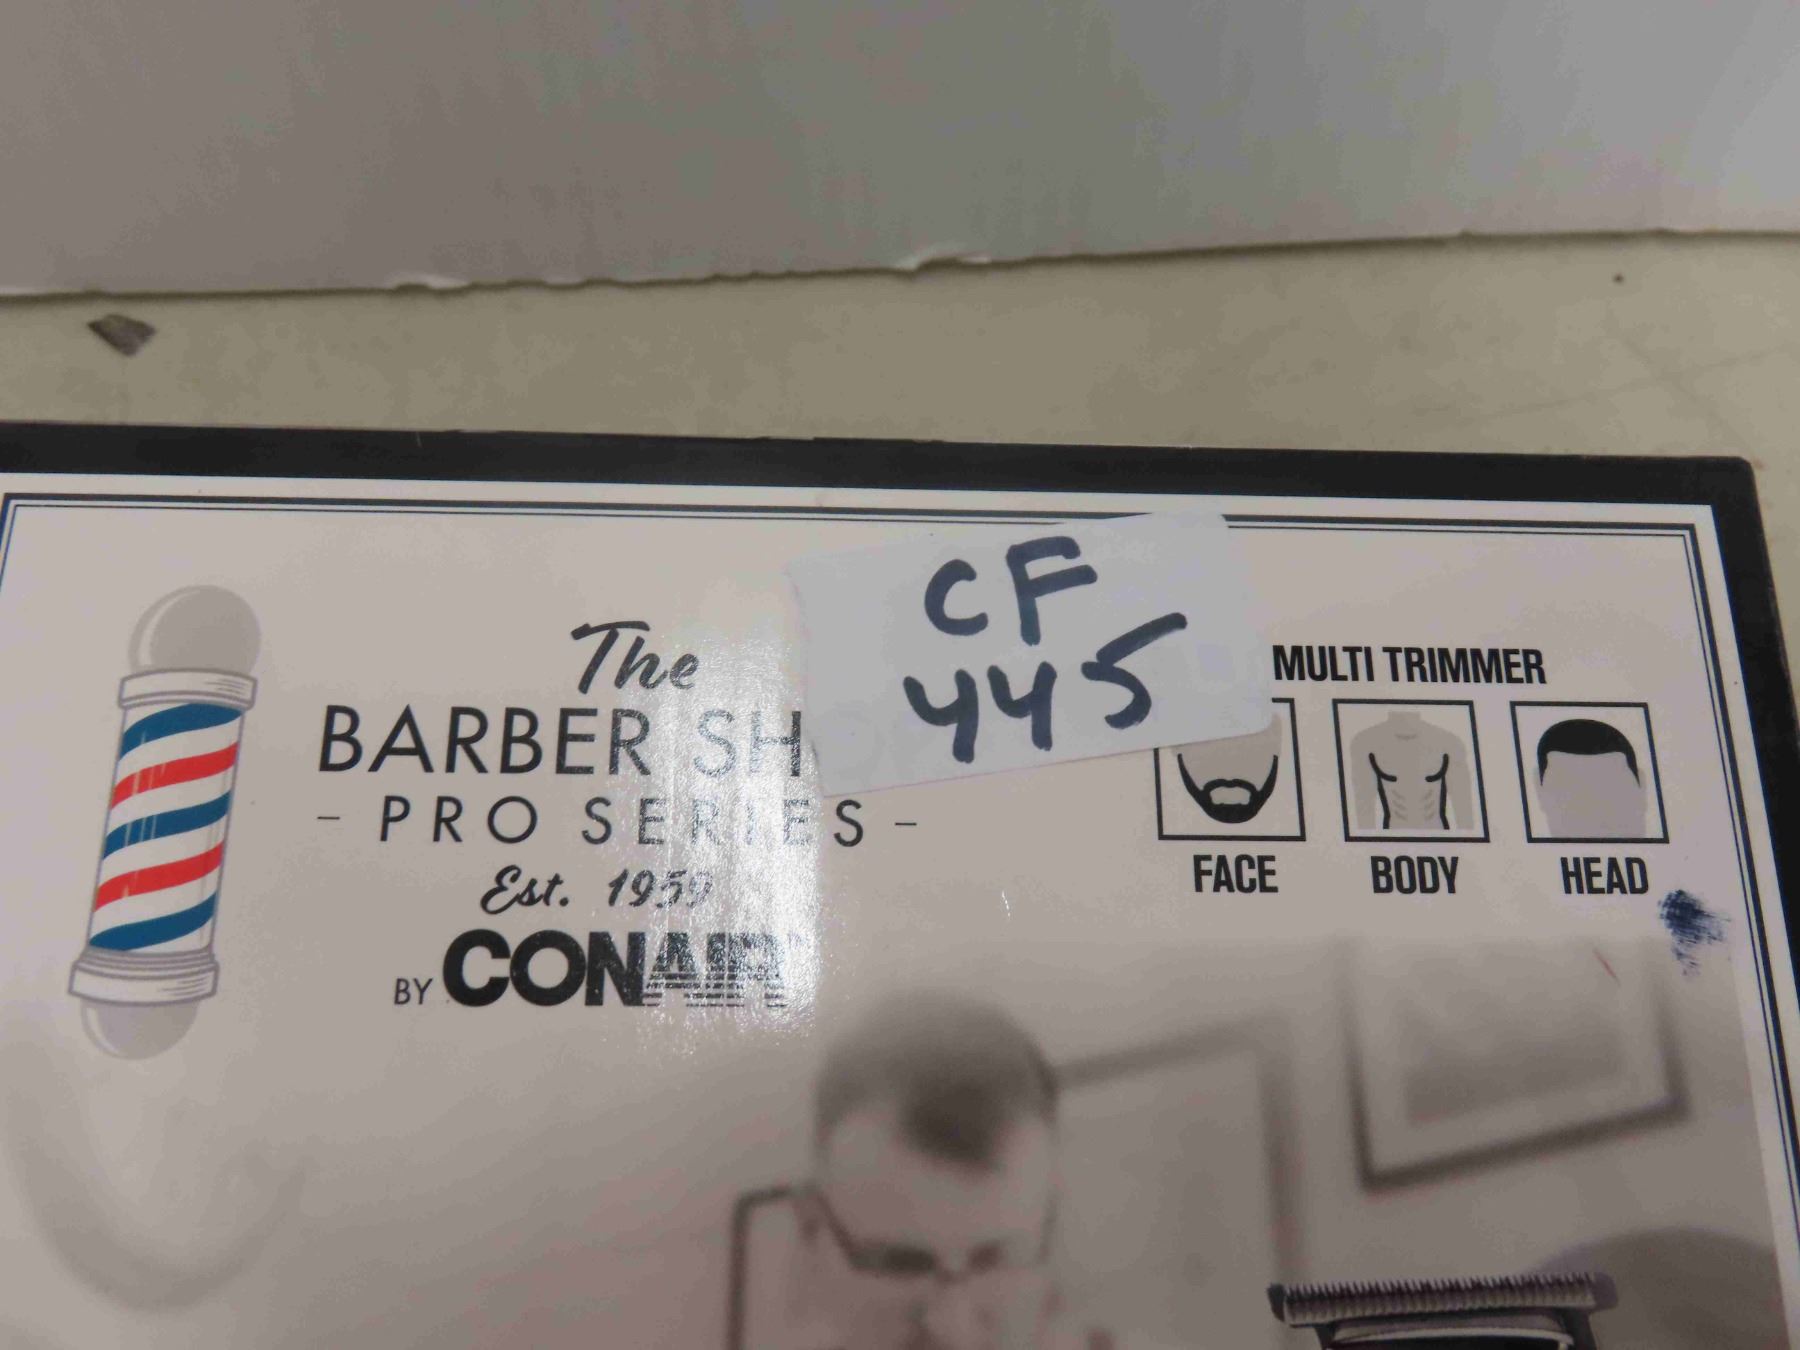 CF
445
The
BARBER SH
- PRO SERIES -
Est. 1959
BY CONAIR
MULTI TRIMMER
FACE BODY HEAD